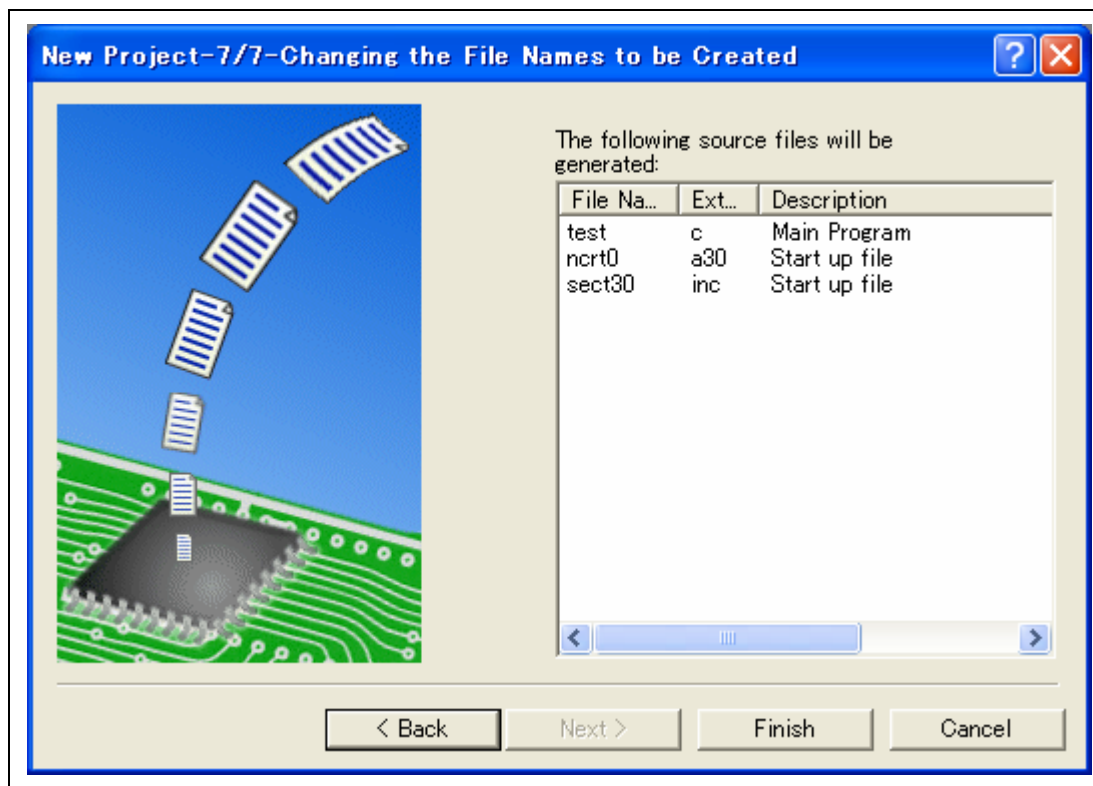 New Project-7/7-Changing the File Names to be Created
The following source files will be
generated:
File Na... Ext... Description
test c Main Program
ncrt0 a30 Start up file
sect30 inc Start up file
< Back Next > Finish Cancel